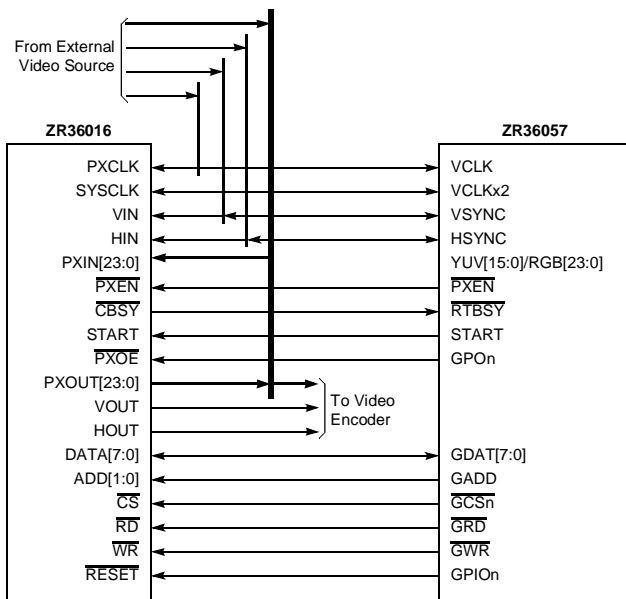 From External
Video Source
ZR36016
ZR36057
PXCLK VCLK
SYSCLK VCLKx2
VIN VSYNC
HIN HSYNC
PXIN[23:0] YUV[15:0]/RGB[23:0]
PXEN PXEN
CBSY RTBSY
START START
PXOE GPOn
PXOUT[23:0]
VOUT
HOUT
To Video
Encoder
DATA[7:0] GDAT[7:0]
ADD[1:0] GADD
CS GCSn
RD GRD
WR GWR
RESET GPIOn